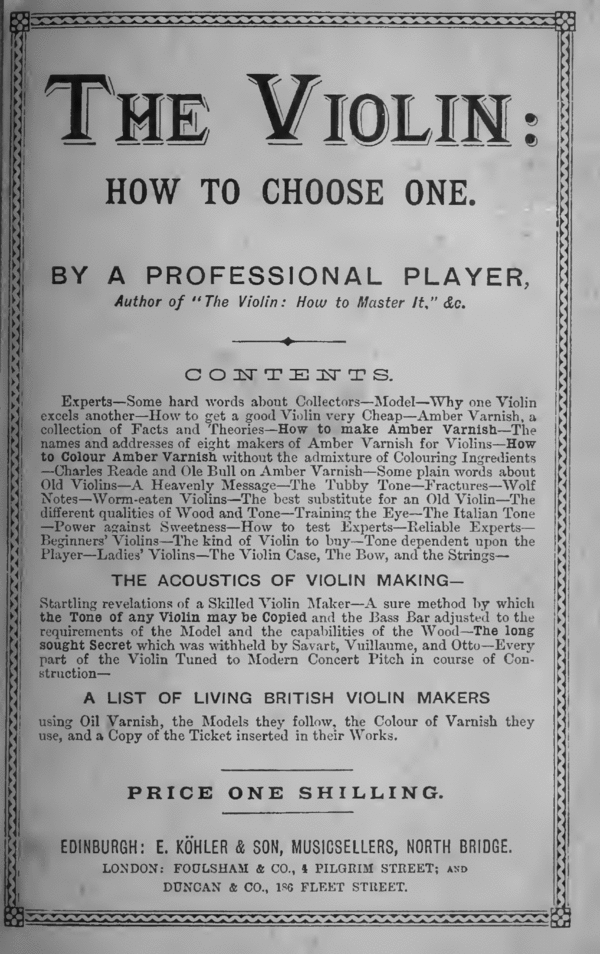 THE VIOLIN:
HOW TO CHOOSE ONE.
BY A PROFESSIONAL PLAYER,
Author of "The Violin: How to Master It," &c.
CONTENTS.
Experts—Some hard words about Collectors—Model—Why one Violin
excels another—How to get a good Violin very Cheap—Amber Varnish, a
collection of Facts and Theories—How to make Amber Varnish—The
names and addresses of eight makers of Amber Varnish for Violins—How
to Colour Amber Varnish without the admixture of Colouring Ingredients
—Charles Reade and Ole Bull on Amber Varnish—Some plain words about
Old Violins—A Heavenly Message—The Tubby Tone—Fractures—Wolf
Notes—Worm-eaten Violins—The best substitute for an Old Violin—The
different qualities of Wood and Tone—Training the Eye—The Italian Tone
—Power against Sweetness—How to test Experts—Reliable Experts—
Beginners' Violins—The kind of Violin to buy—Tone dependent upon the
Player—Ladies' Violins—The Violin Case, The Bow, and the Strings—
THE ACOUSTICS OF VIOLIN MAKING—
Startling revelations of a Skilled Violin Maker—A sure method by which
the Tone of any Violin may be Copied and the Bass Bar adjusted to the
requirements of the Model and the capabilities of the Wood—The long
sought Secret which was withheld by Savart, Vuillaume, and Otto—Every
part of the Violin Tuned to Modern Concert Pitch in course of Con-
struction—
A LIST OF LIVING BRITISH VIOLIN MAKERS
using Oil Varnish, the Models they follow, the Colour of Varnish they
use, and a Copy of the Ticket inserted in their Works.
PRICE ONE SHILLING.
EDINBURGH: E. KÖHLER & SON, MUSICSELLERS, NORTH BRIDGE.
LONDON: FOULSHAM & CO., 4 PILGRIM STREET; AND
DUNCAN & CO., 186 FLEET STREET.